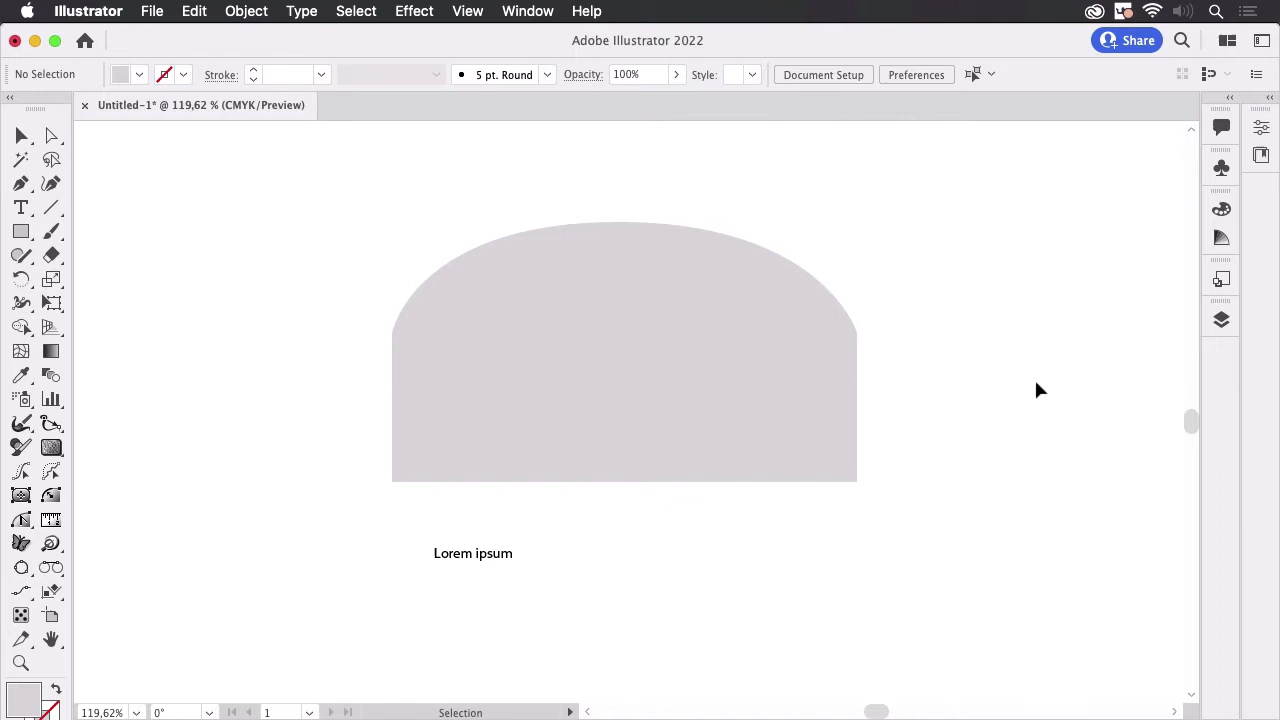 Illustrator File Edit Object Type Select Effect View Window Help
Adobe Illustrator 2022
Share
No Selection Stroke: 5 pt. Round Opacity: 100% Style: Document Setup Preferences
Untitled-1* @ 119,62 % (CMYK/Preview)
Lorem ipsum
119,62% 0° 1 Selection